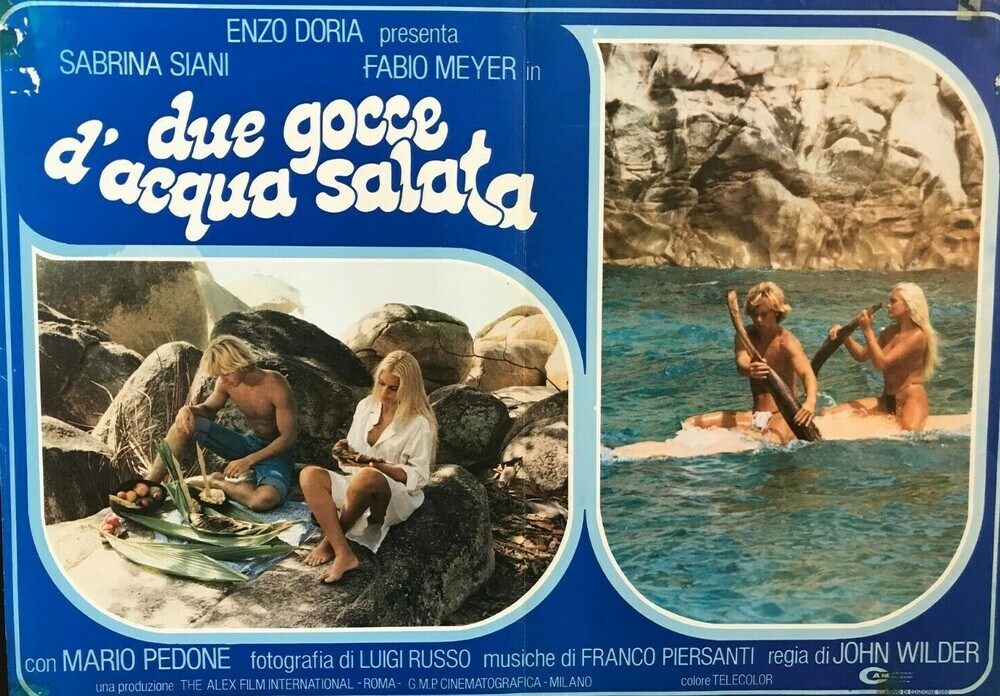 ENZO DORIA presenta
SABRINA SIANI FABIO MEYER in
due gocce
d'acqua salata
con MARIO PEDONE fotografia di LUIGI RUSSO musiche di FRANCO PIERSANTI regia di JOHN WILDER
una produzione THE ALEX FILM INTERNATIONAL - ROMA - G.M.P. CINEMATOGRAFICA - MILANO colore TELECOLOR